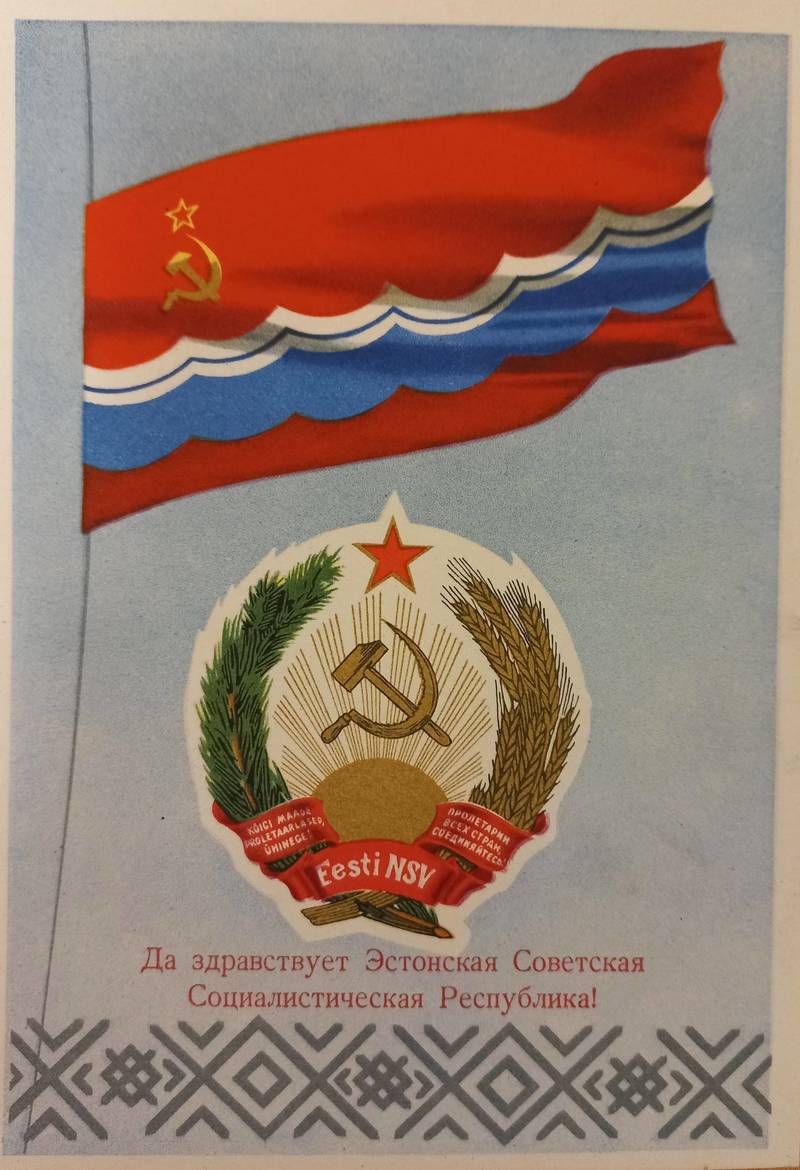 KÕIGI MAADE
PROLETAARLASED,
ÜHINEGE!
ПРОЛЕТАРИИ
ВСЕХ СТРАН,
СОЕДИНЯЙТЕСЬ!
Eesti NSV
Да здравствует Эстонская Советская
Социалистическая Республика!